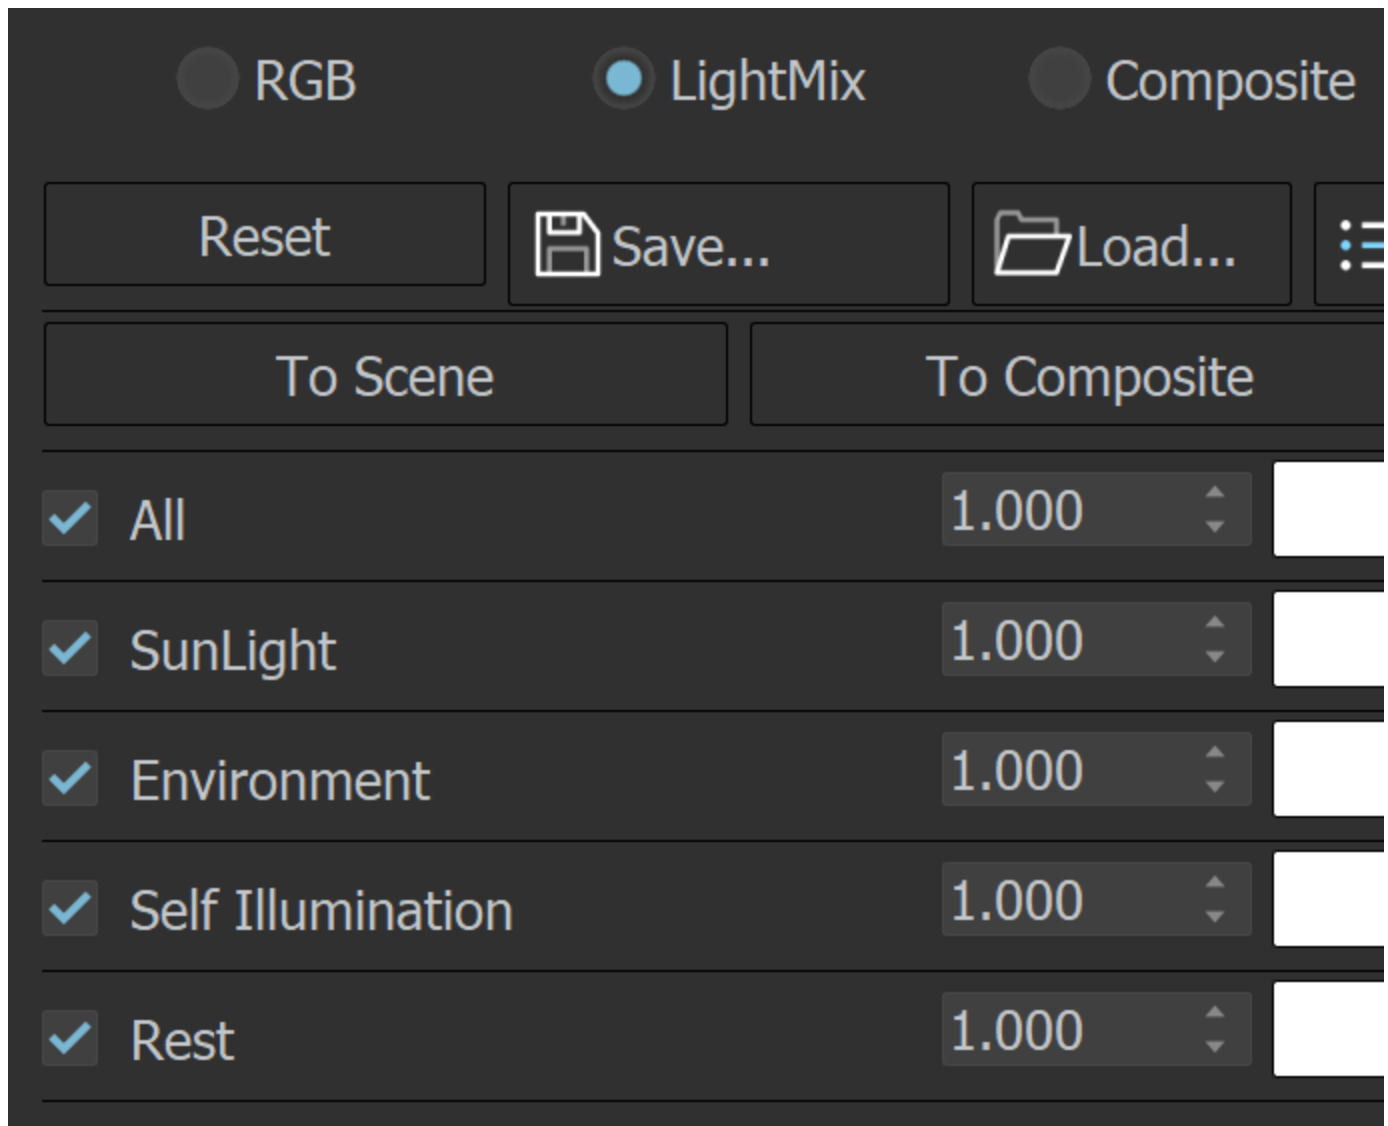 RGB LightMix Composite
Reset Save... Load...
To Scene To Composite
All 1.000
SunLight 1.000
Environment 1.000
Self Illumination 1.000
Rest 1.000